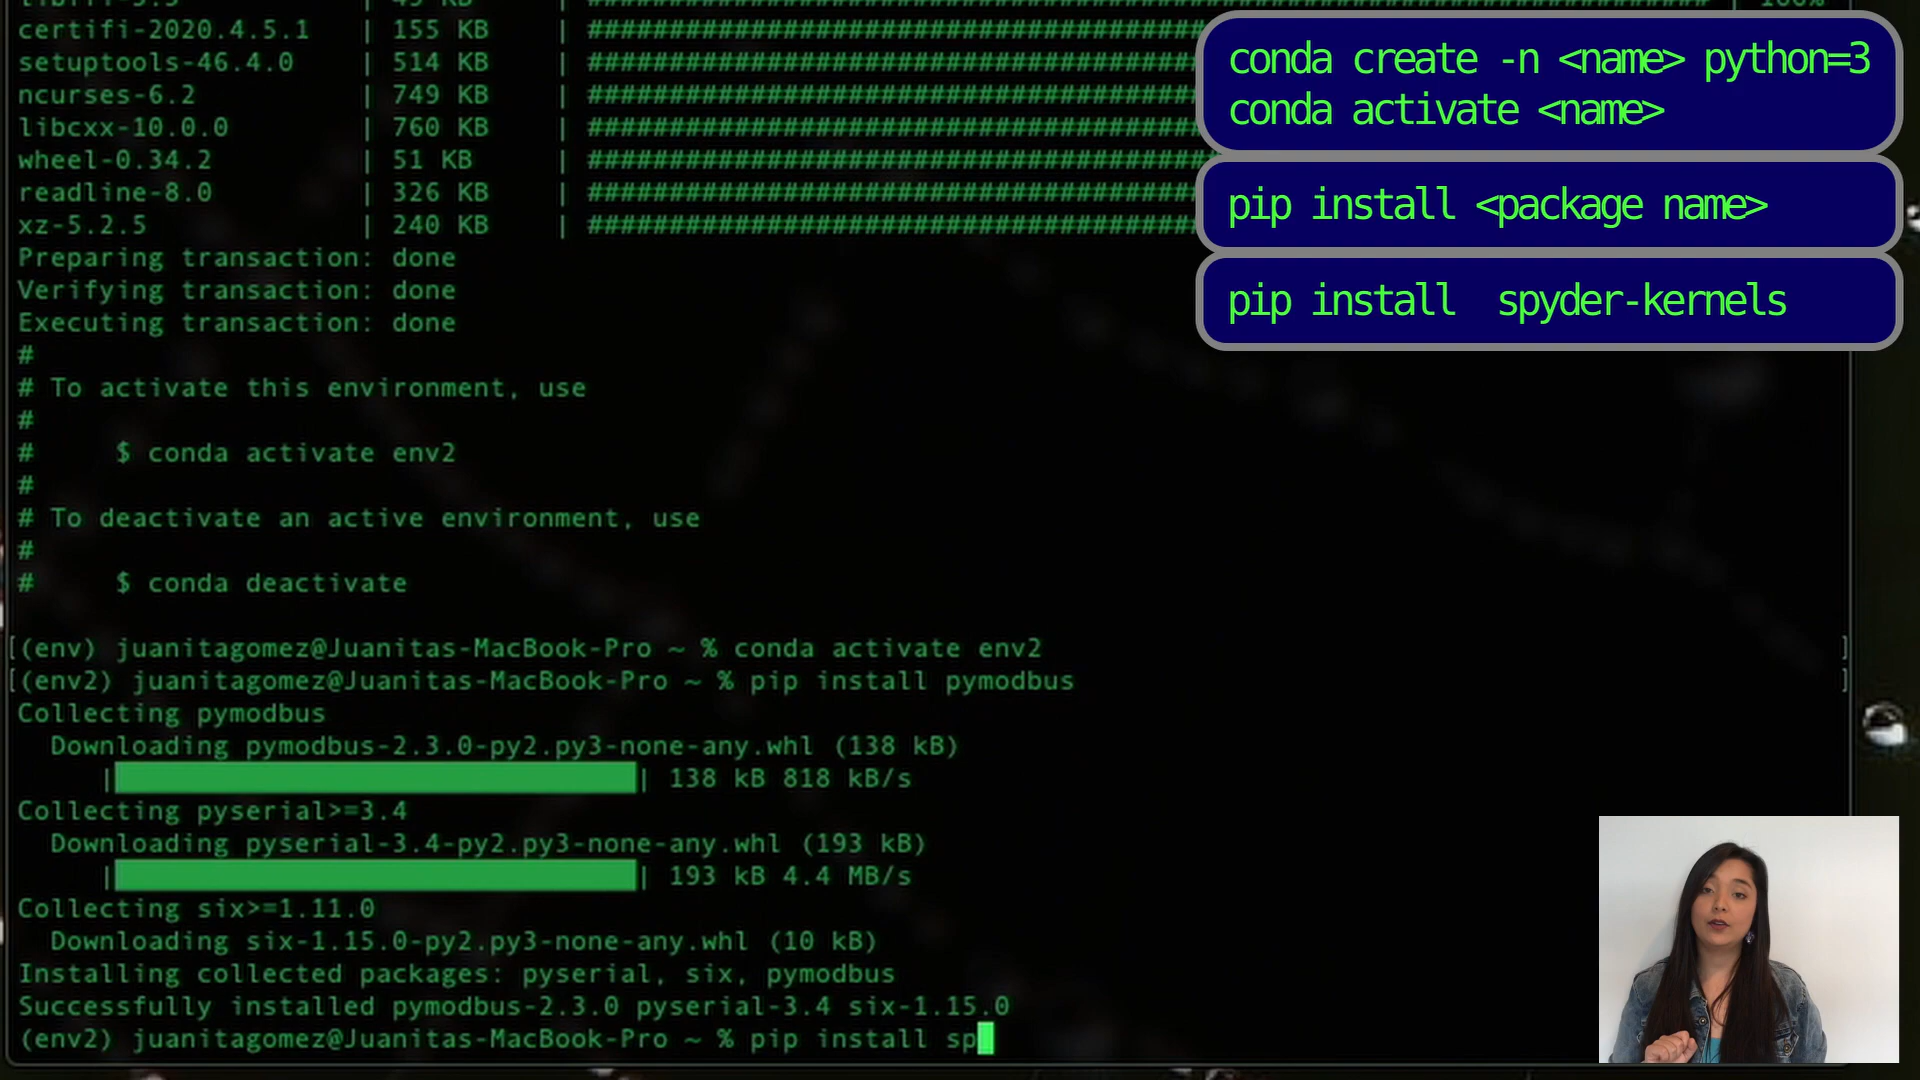 certifi-2020.4.5.1 | 155 KB | #####################################
setuptools-46.4.0 | 514 KB | #####################################
ncurses-6.2 | 749 KB | #####################################
libcxx-10.0.0 | 760 KB | #####################################
wheel-0.34.2 | 51 KB | #####################################
readline-8.0 | 326 KB | #####################################
xz-5.2.5 | 240 KB | #####################################
Preparing transaction: done
Verifying transaction: done
Executing transaction: done
#
# To activate this environment, use
#
# $ conda activate env2
#
# To deactivate an active environment, use
#
# $ conda deactivate
[(env) juanitagomez@Juanitas-MacBook-Pro ~ % conda activate env2 ]
[(env2) juanitagomez@Juanitas-MacBook-Pro ~ % pip install pymodbus ]
Collecting pymodbus
Downloading pymodbus-2.3.0-py2.py3-none-any.whl (138 kB)
| | 138 kB 818 kB/s
Collecting pyserial>=3.4
Downloading pyserial-3.4-py2.py3-none-any.whl (193 kB)
| | 193 kB 4.4 MB/s
Collecting six>=1.11.0
Downloading six-1.15.0-py2.py3-none-any.whl (10 kB)
Installing collected packages: pyserial, six, pymodbus
Successfully installed pymodbus-2.3.0 pyserial-3.4 six-1.15.0
(env2) juanitagomez@Juanitas-MacBook-Pro ~ % pip install sp
conda create -n <name> python=3
conda activate <name>
pip install <package name>
pip install spyder-kernels